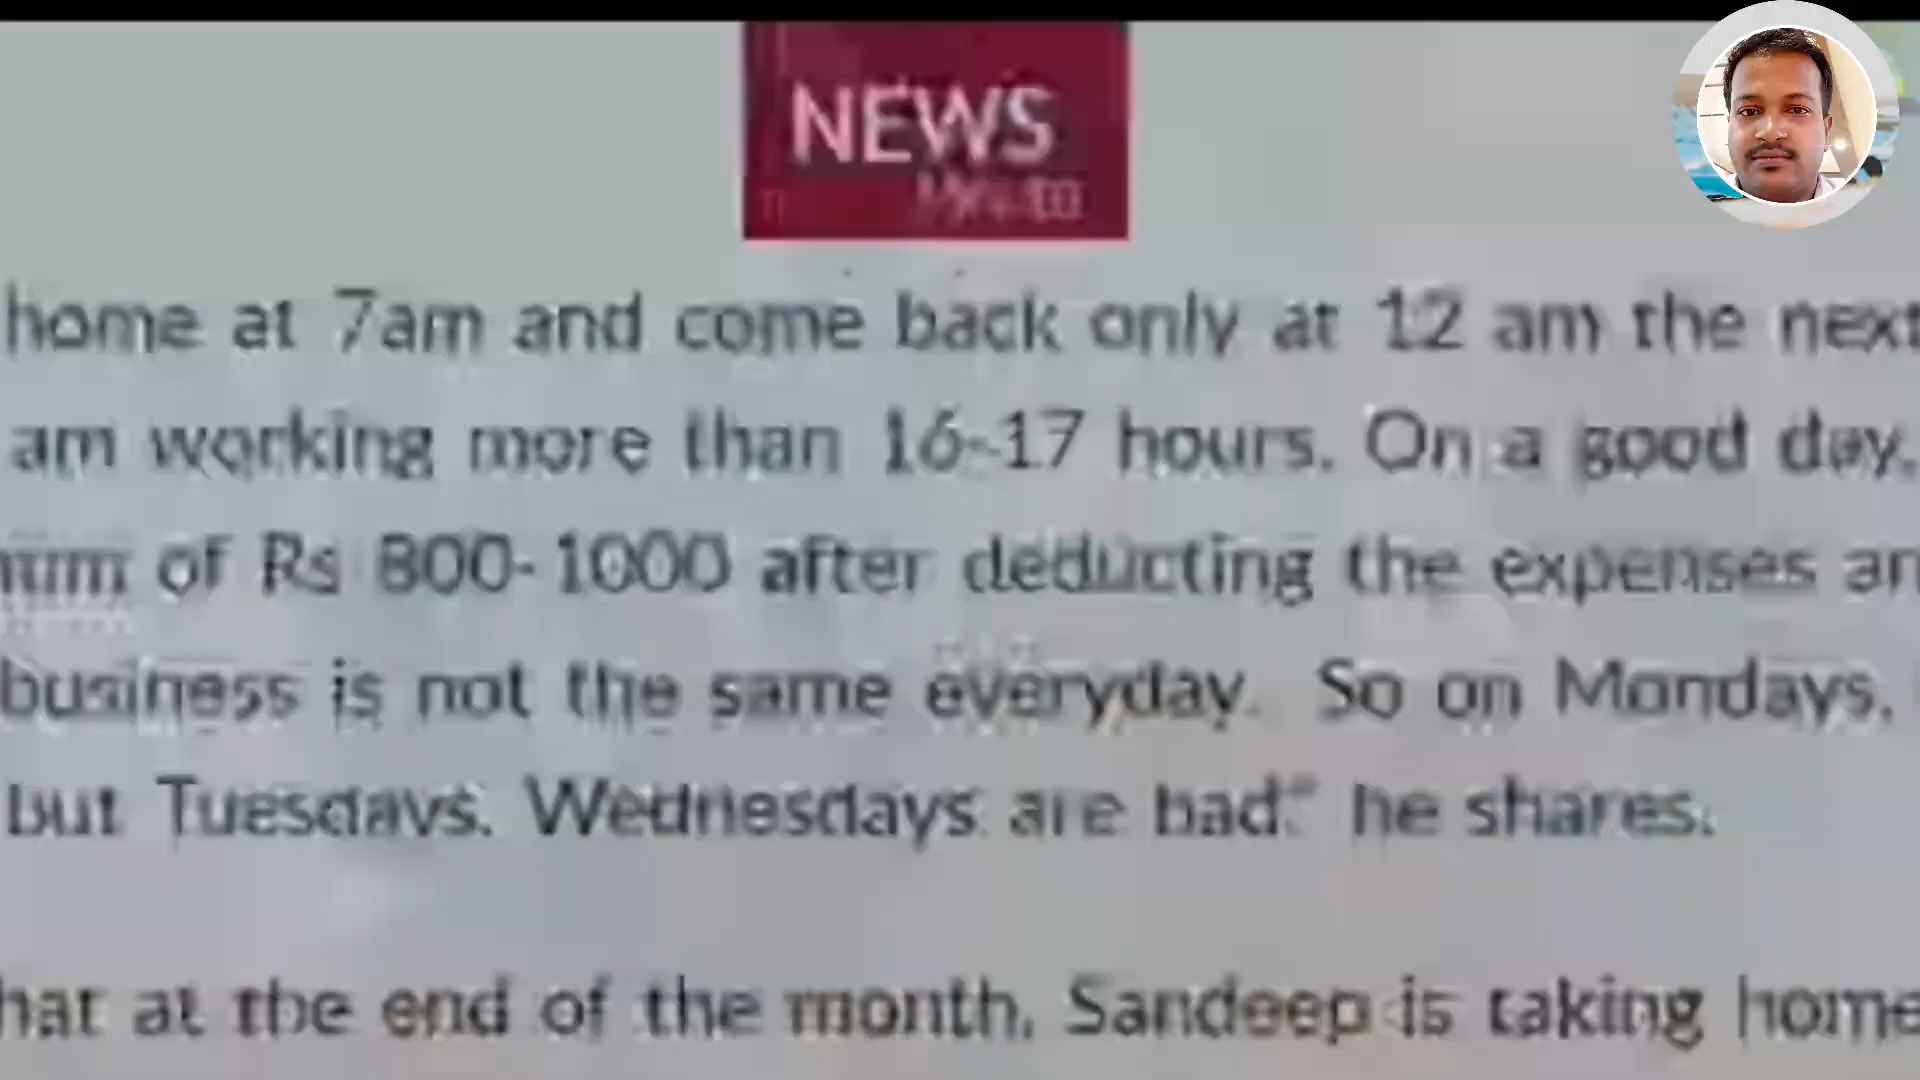 NEWS
home at 7am and come back only at 12 am the next
am working more than 16-17 hours. On a good day,
of Rs 800-1000 after deducting the expenses
business is not the same everyday. So on Mondays,
but Tuesdays, Wednesdays are bad" he shares.
hat at the end of the month, Sandeep is taking home